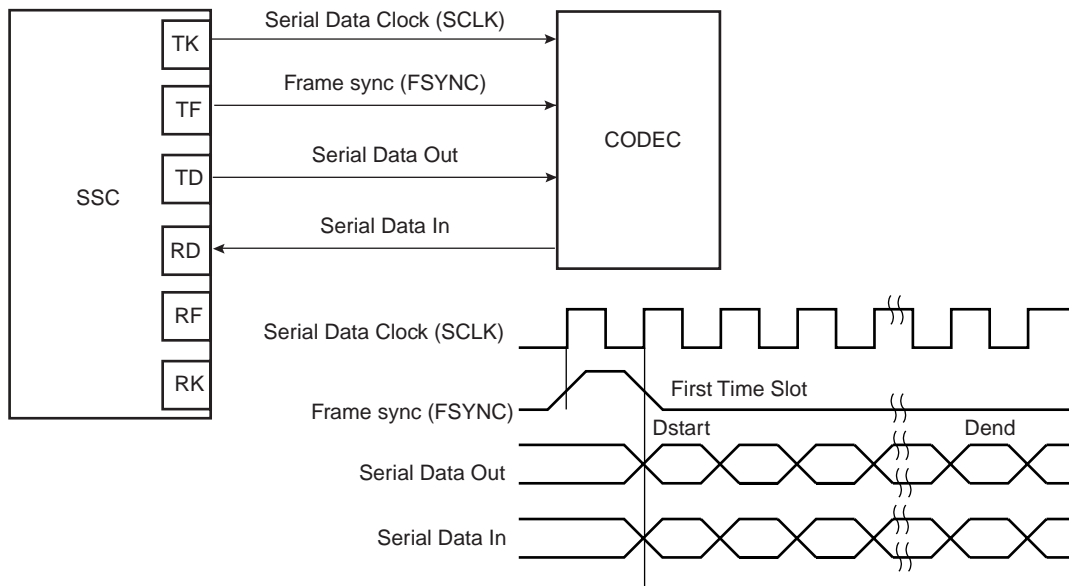 SSC
TK
TF
TD
RD
RF
RK
Serial Data Clock (SCLK)
Frame sync (FSYNC)
Serial Data Out
Serial Data In
CODEC
Serial Data Clock (SCLK)
Frame sync (FSYNC)
First Time Slot
Dstart
Dend
Serial Data Out
Serial Data In